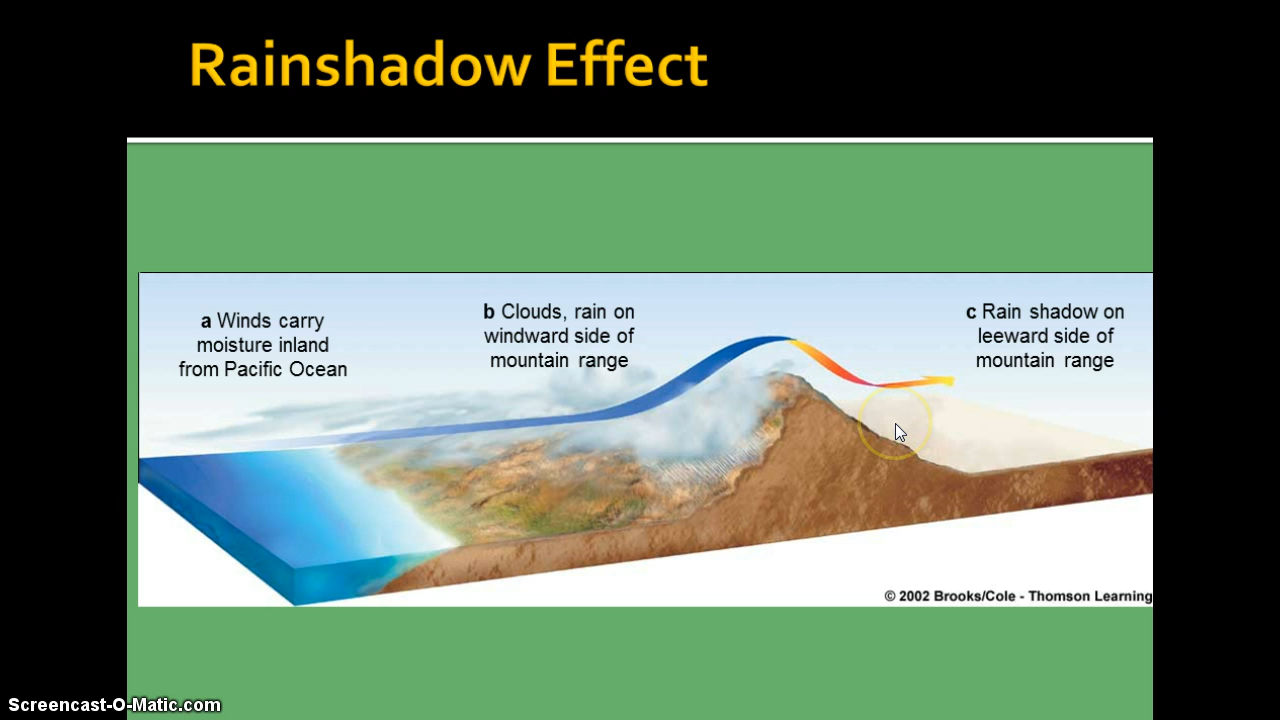 Rainshadow Effect
a Winds carry
moisture inland
from Pacific Ocean
b Clouds, rain on
windward side of
mountain range
c Rain shadow on
leeward side of
mountain range
© 2002 Brooks/Cole - Thomson Learning
Screencast-O-Matic.com